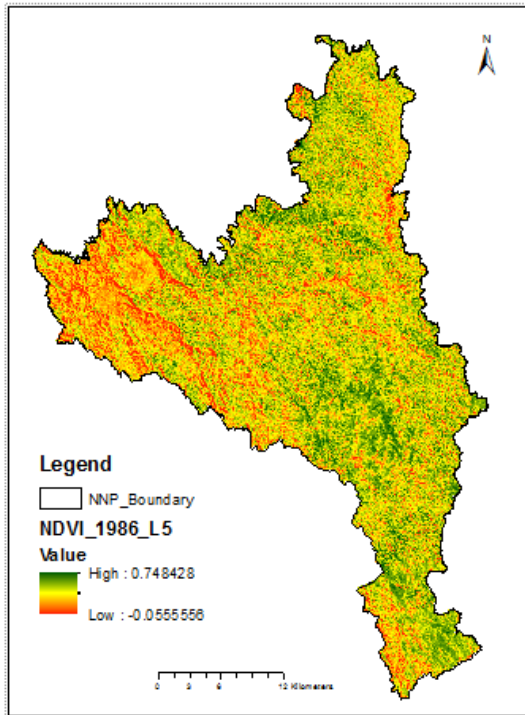 N
Legend
NNP_Boundary
NDVI_1986_L5
Value
High : 0.748428
Low : -0.0555556
0 3 6 12 Kilometers